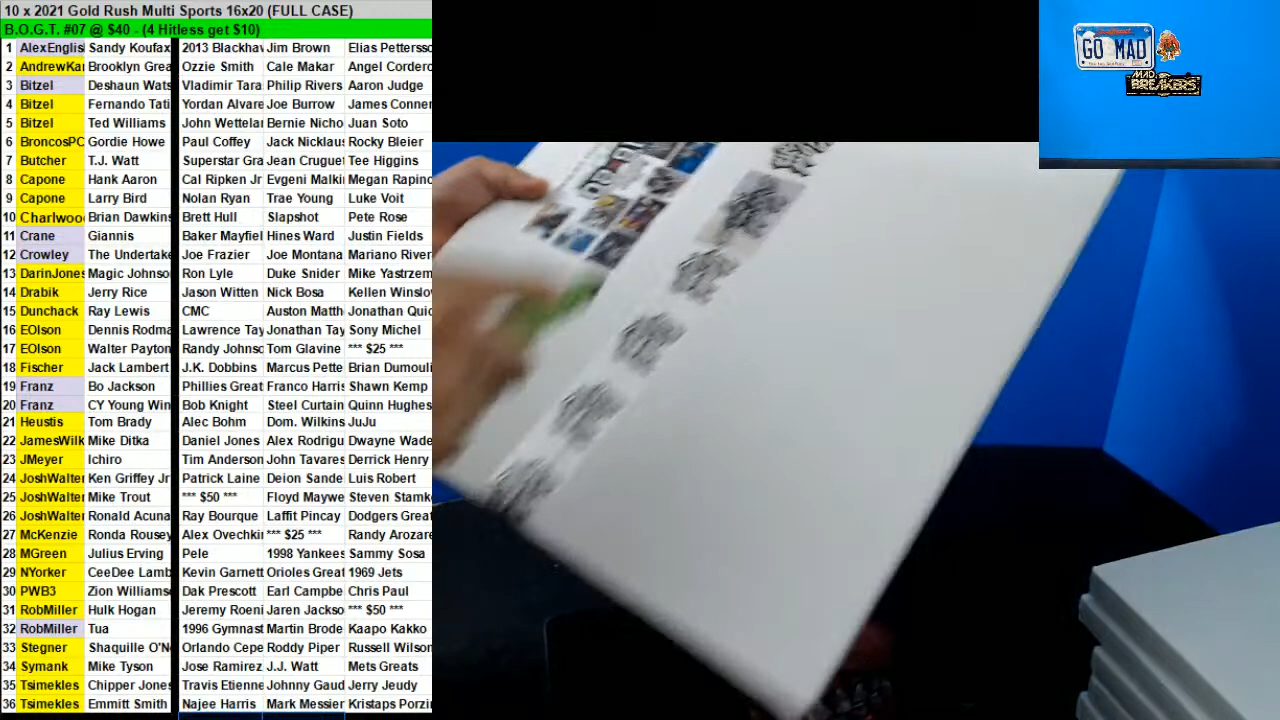 10 x 2021 Gold Rush Multi Sports 16x20 (FULL CASE)
B.O.G.T. #07 @ $40 - (4 Hitless get $10)
1 AlexEnglis Sandy Koufax 2013 Blackhav Jim Brown Elias Petterss
2 AndrewKar Brooklyn Grea Ozzie Smith Cale Makar Angel Cordero
3 Bitzel Deshaun Wats Vladimir Tara Philip Rivers Aaron Judge
4 Bitzel Fernando Tati Yordan Alvare Joe Burrow James Conner
5 Bitzel Ted Williams John Wettelar Bernie Nicho Juan Soto
6 BroncosPC Gordie Howe Paul Coffey Jack Nicklaus Rocky Bleier
7 Butcher T.J. Watt Superstar Gra Jean Cruguet Tee Higgins
8 Capone Hank Aaron Cal Ripken Jr Evgeni Malki Megan Rapino
9 Capone Larry Bird Nolan Ryan Trae Young Luke Voit
10 Charlwood Brian Dawkins Brett Hull Slapshot Pete Rose
11 Crane Giannis Baker Mayfiel Hines Ward Justin Fields
12 Crowley The Undertake Joe Frazier Joe Montana Mariano River
13 DarinJones Magic Johnso Ron Lyle Duke Snider Mike Yastrzem
14 Drabik Jerry Rice Jason Witten Nick Bosa Kellen Winslow
15 Dunchack Ray Lewis CMC Auston Matth Jonathan Quic
16 EOlson Dennis Rodma Lawrence Tay Jonathan Tay Sony Michel
17 EOlson Walter Payton Randy Johnso Tom Glavine *** $25 ***
18 Fischer Jack Lambert J.K. Dobbins Marcus Pette Brian Dumouli
19 Franz Bo Jackson Phillies Great Franco Harris Shawn Kemp
20 Franz CY Young Win Bob Knight Steel Curtain Quinn Hughes
21 Heustis Tom Brady Alec Bohm Dom. Wilkins JuJu
22 JamesWilk Mike Ditka Daniel Jones Alex Rodrigu Dwayne Wade
23 JMeyer Ichiro Tim Anderson John Tavares Derrick Henry
24 JoshWalter Ken Griffey Jr Patrick Laine Deion Sande Luis Robert
25 JoshWalter Mike Trout *** $50 *** Floyd Maywe Steven Stamk
26 JoshWalter Ronald Acuna Ray Bourque Laffit Pincay Dodgers Great
27 McKenzie Ronda Rousey Alex Ovechkin *** $25 *** Randy Arozare
28 MGreen Julius Erving Pele 1998 Yankees Sammy Sosa
29 NYorker CeeDee Lamb Kevin Garnett Orioles Great 1969 Jets
30 PWB3 Zion Williams Dak Prescott Earl Campbe Chris Paul
31 RobMiller Hulk Hogan Jeremy Roeni Jaren Jackso *** $50 ***
32 RobMiller Tua 1996 Gymnast Martin Brode Kaapo Kakko
33 Stegner Shaquille O'N Orlando Cepe Roddy Piper Russell Wilson
34 Symank Mike Tyson Jose Ramirez J.J. Watt Mets Greats
35 Tsimekles Chipper Jones Travis Etienne Johnny Gaud Jerry Jeudy
36 Tsimekles Emmitt Smith Najee Harris Mark Messier Kristaps Porzin
GO MAD
MAD
BREAKERS